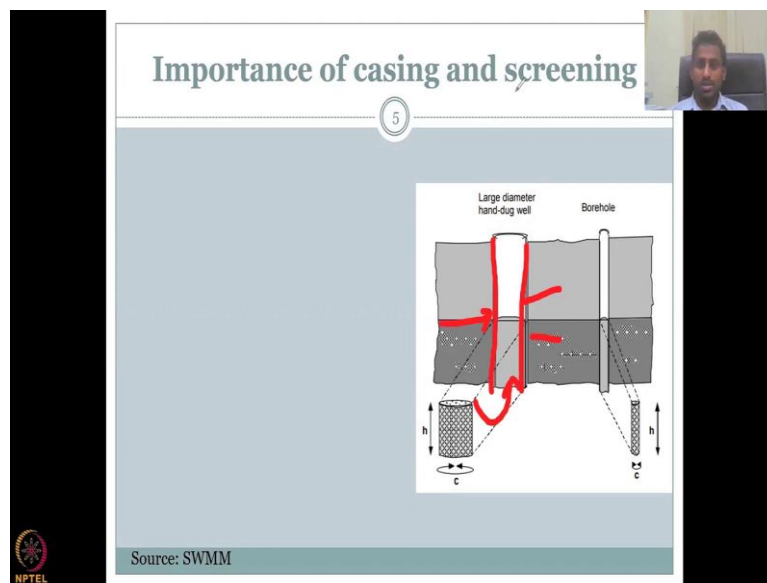 Importance of casing and screening
5
Large diameter
hand-dug well
Borehole
h
h
c
c
Source: SWMM
NPTEL